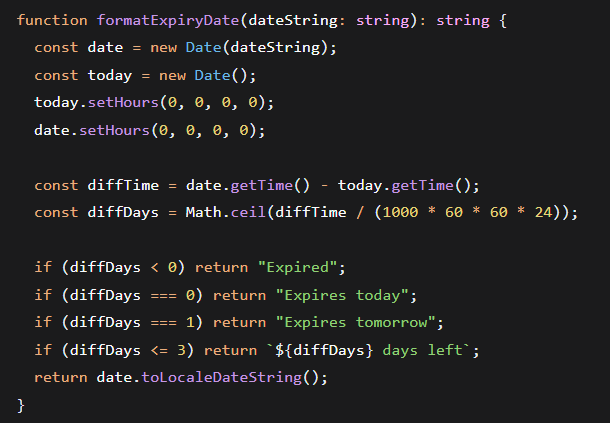 function formatExpiryDate(dateString: string): string {
  const date = new Date(dateString);
  const today = new Date();
  today.setHours(0, 0, 0, 0);
  date.setHours(0, 0, 0, 0);

  const diffTime = date.getTime() - today.getTime();
  const diffDays = Math.ceil(diffTime / (1000 * 60 * 60 * 24));

  if (diffDays < 0) return "Expired";
  if (diffDays === 0) return "Expires today";
  if (diffDays === 1) return "Expires tomorrow";
  if (diffDays <= 3) return `${diffDays} days left`;
  return date.toLocaleDateString();
}